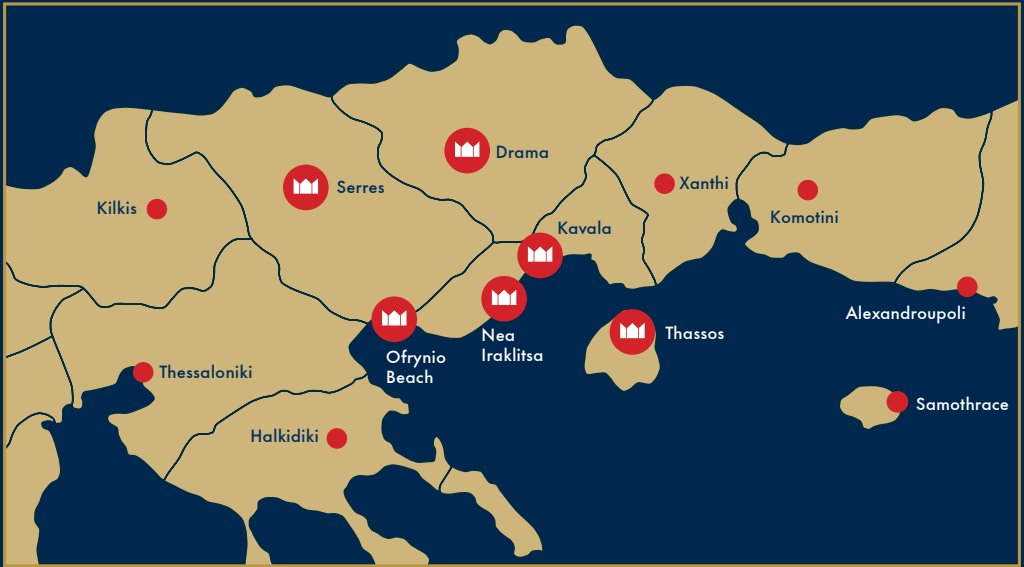 Drama
Xanthi
Serres
Kilkis
Komotini
Kavala
Alexandroupoli
Nea
Iraklitsa
Thassos
Ofrynio
Beach
Thessaloniki
Samothrace
Halkidiki